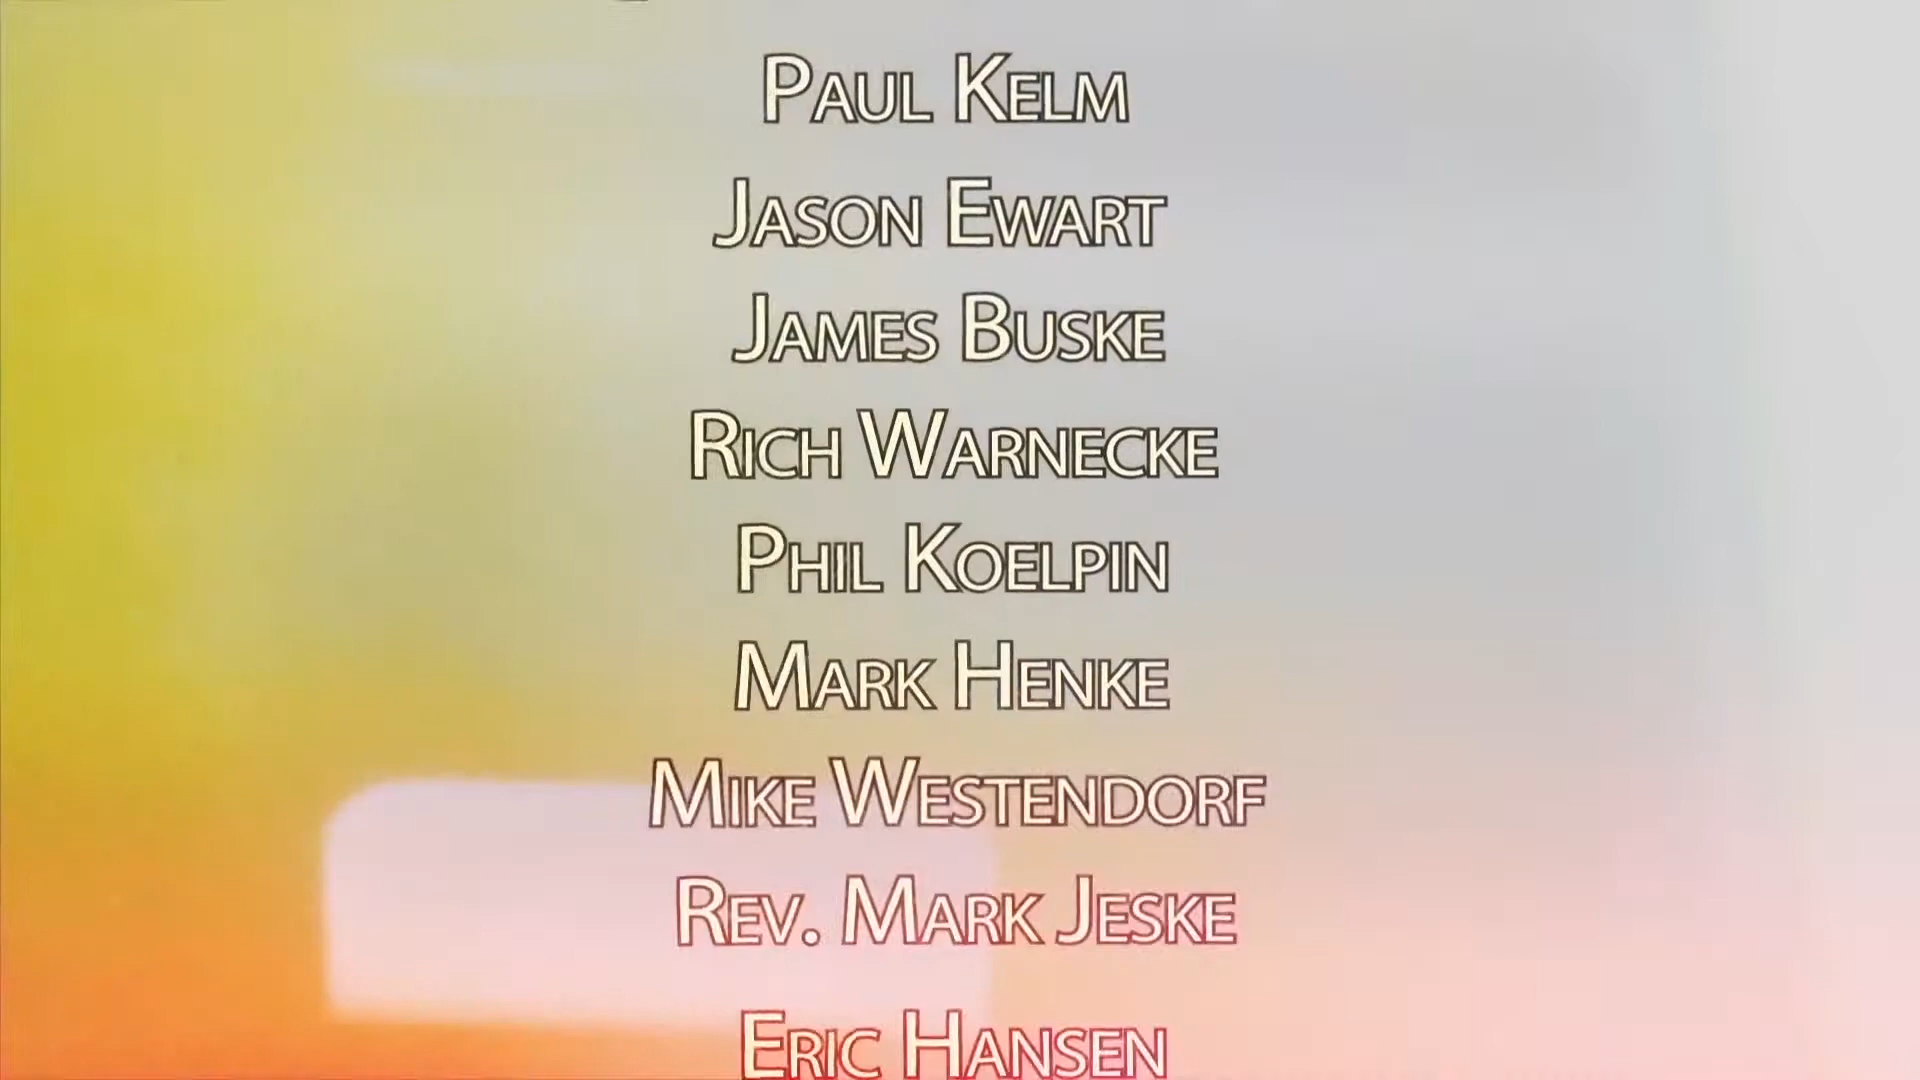 Paul Kelm
Jason Ewart
James Buske
Rich Warnecke
Phil Koelpin
Mark Henke
Mike Westendorf
Rev. Mark Jeske
Eric Hansen